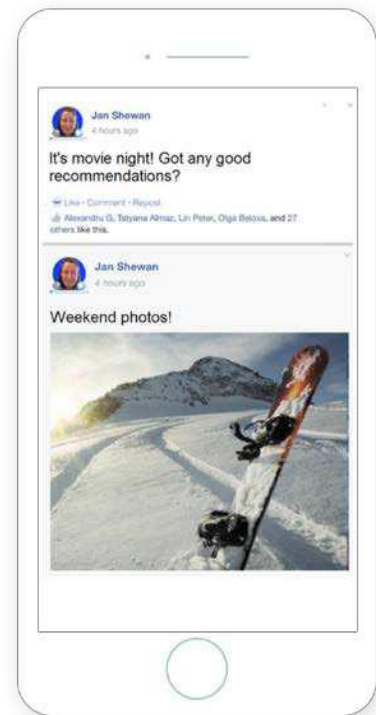 Jan Shewan
4 hours ago
It's movie night! Got any good
recommendations?
Like • Comment • Repost
Alexandru G, Tatyana Almaz, Lin Peter, Olga Belova, and 27
others like this.
Jan Shewan
4 hours ago
Weekend photos!